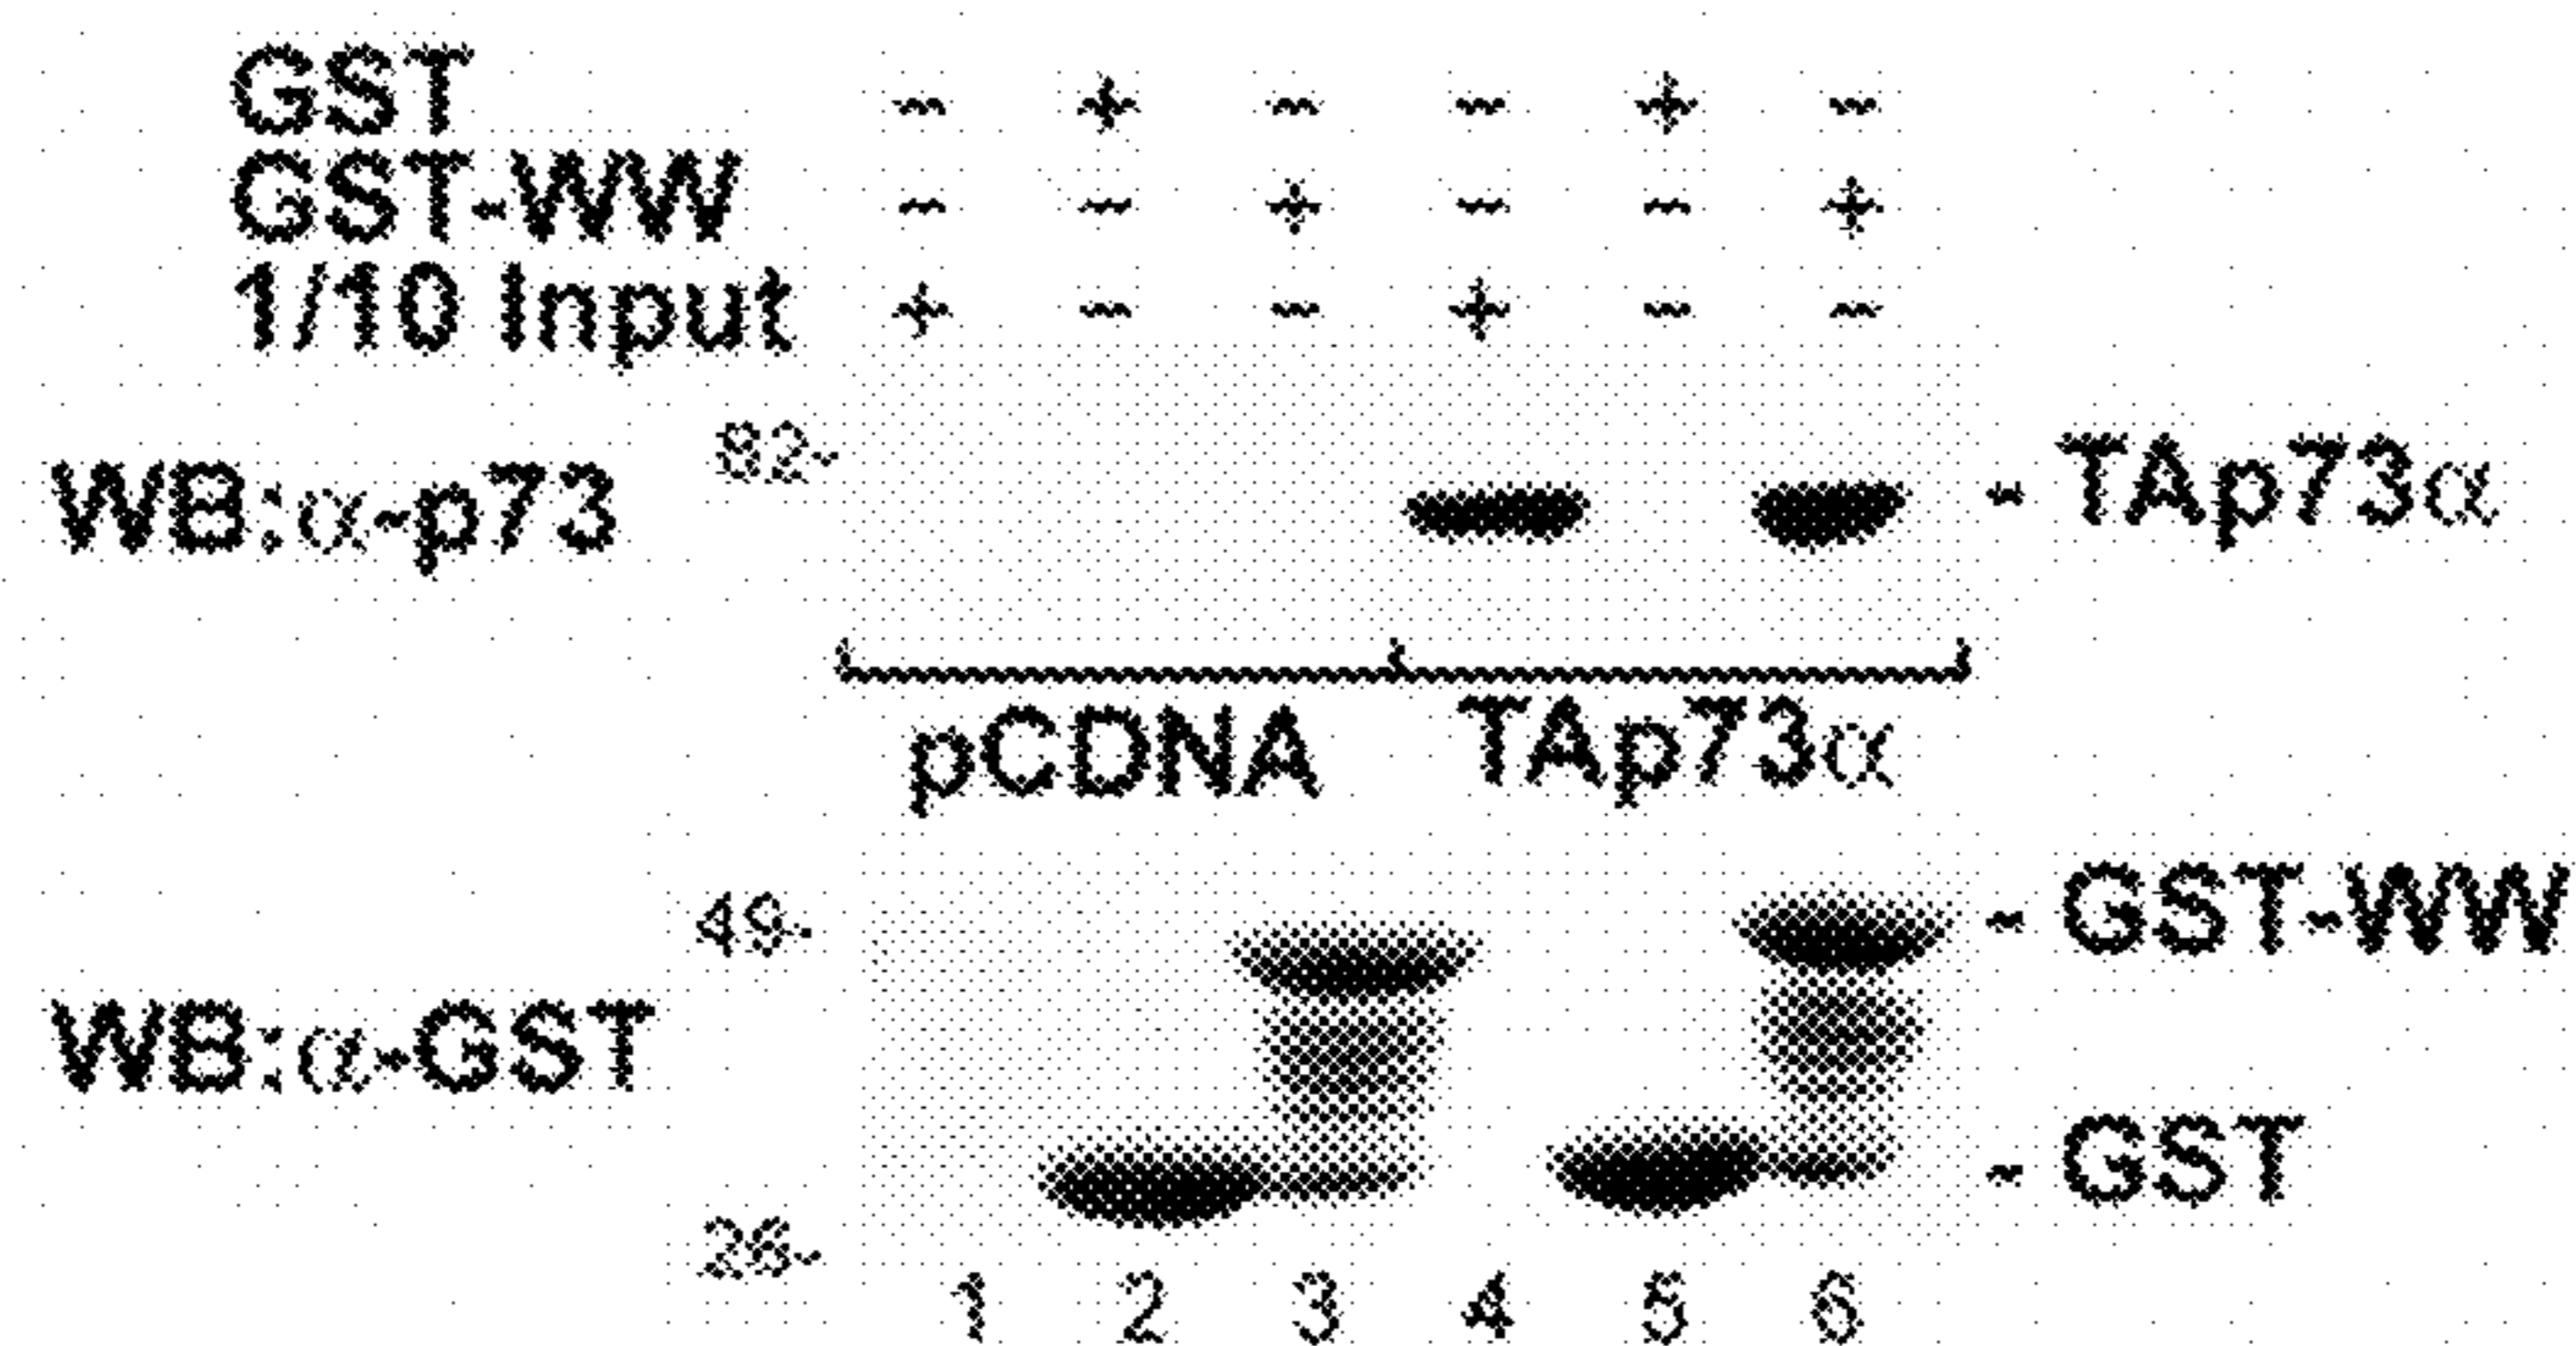 GST - + - - + -
GST-WW - - + - - +
1/10 Input + - - + - -
82-
WB:α-p73 - TAp73α
pCDNA TAp73α
49- - GST-WW
WB:α-GST
- GST
26-
1 2 3 4 5 6